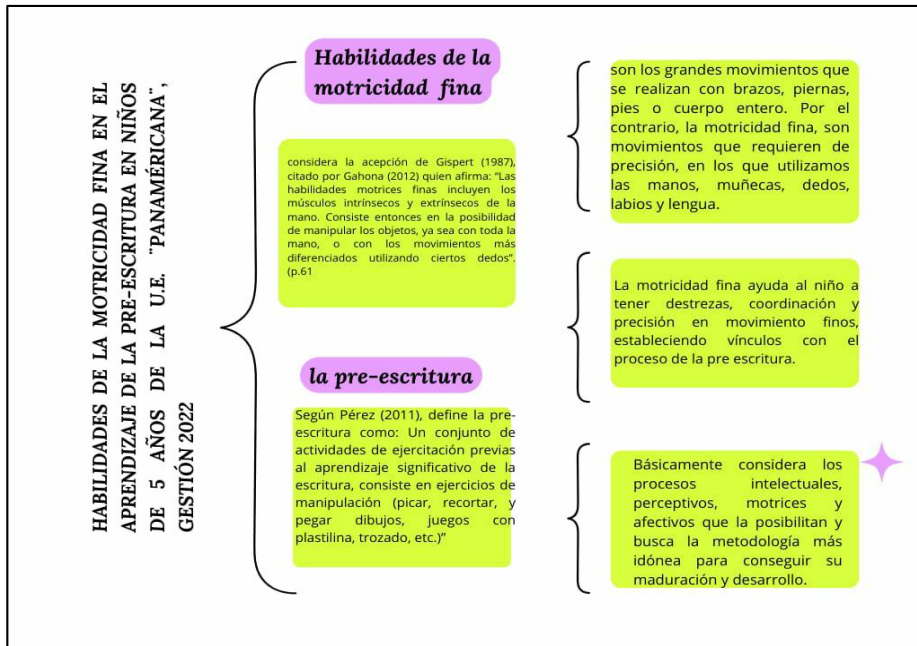 HABILIDADES DE LA MOTRICIDAD FINA EN EL
APRENDIZAJE DE LA PRE-ESCRITURA EN NIÑOS
DE 5 AÑOS DE LA U.E. ¨PANAMÉRICANA¨,
GESTIÓN 2022
Habilidades de la
motricidad fina
considera la acepción de Gispert (1987),
citado por Gahona (2012) quien afirma: “Las
habilidades motrices finas incluyen los
músculos intrínsecos y extrínsecos de la
mano. Consiste entonces en la posibilidad
de manipular los objetos, ya sea con toda la
mano, o con los movimientos más
diferenciados utilizando ciertos dedos”.
(p.61
son los grandes movimientos que
se realizan con brazos, piernas,
pies o cuerpo entero. Por el
contrario, la motricidad fina, son
movimientos que requieren de
precisión, en los que utilizamos
las manos, muñecas, dedos,
labios y lengua.
La motricidad fina ayuda al niño a
tener destrezas, coordinación y
precisión en movimiento finos,
estableciendo vínculos con el
proceso de la pre escritura.
la pre-escritura
Según Pérez (2011), define la pre-
escritura como: Un conjunto de
actividades de ejercitación previas
al aprendizaje significativo de la
escritura, consiste en ejercicios de
manipulación (picar, recortar, y
pegar dibujos, juegos con
plastilina, trozado, etc.)”
Básicamente considera los
procesos intelectuales,
perceptivos, motrices y
afectivos que la posibilitan y
busca la metodología más
idónea para conseguir su
maduración y desarrollo.